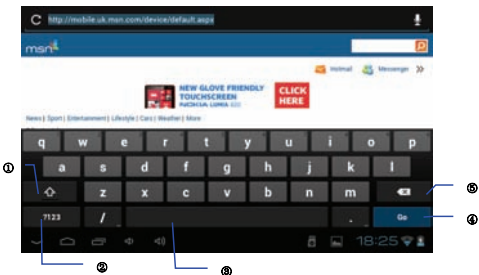 http://mobile.uk.msn.com/device/default.aspx
msn
Hotmail Messenger >>
NEW GLOVE FRIENDLY
TOUCHSCREEN
NOKIA LUMIA
CLICK
HERE
News | Sport | Entertainment | Lifestyle | Cars | Weather | More
q w e r t y u i o p
① a s d f g h j k l
z x c v b n m ⑤
?123 / . Go ④
18:25
② ③